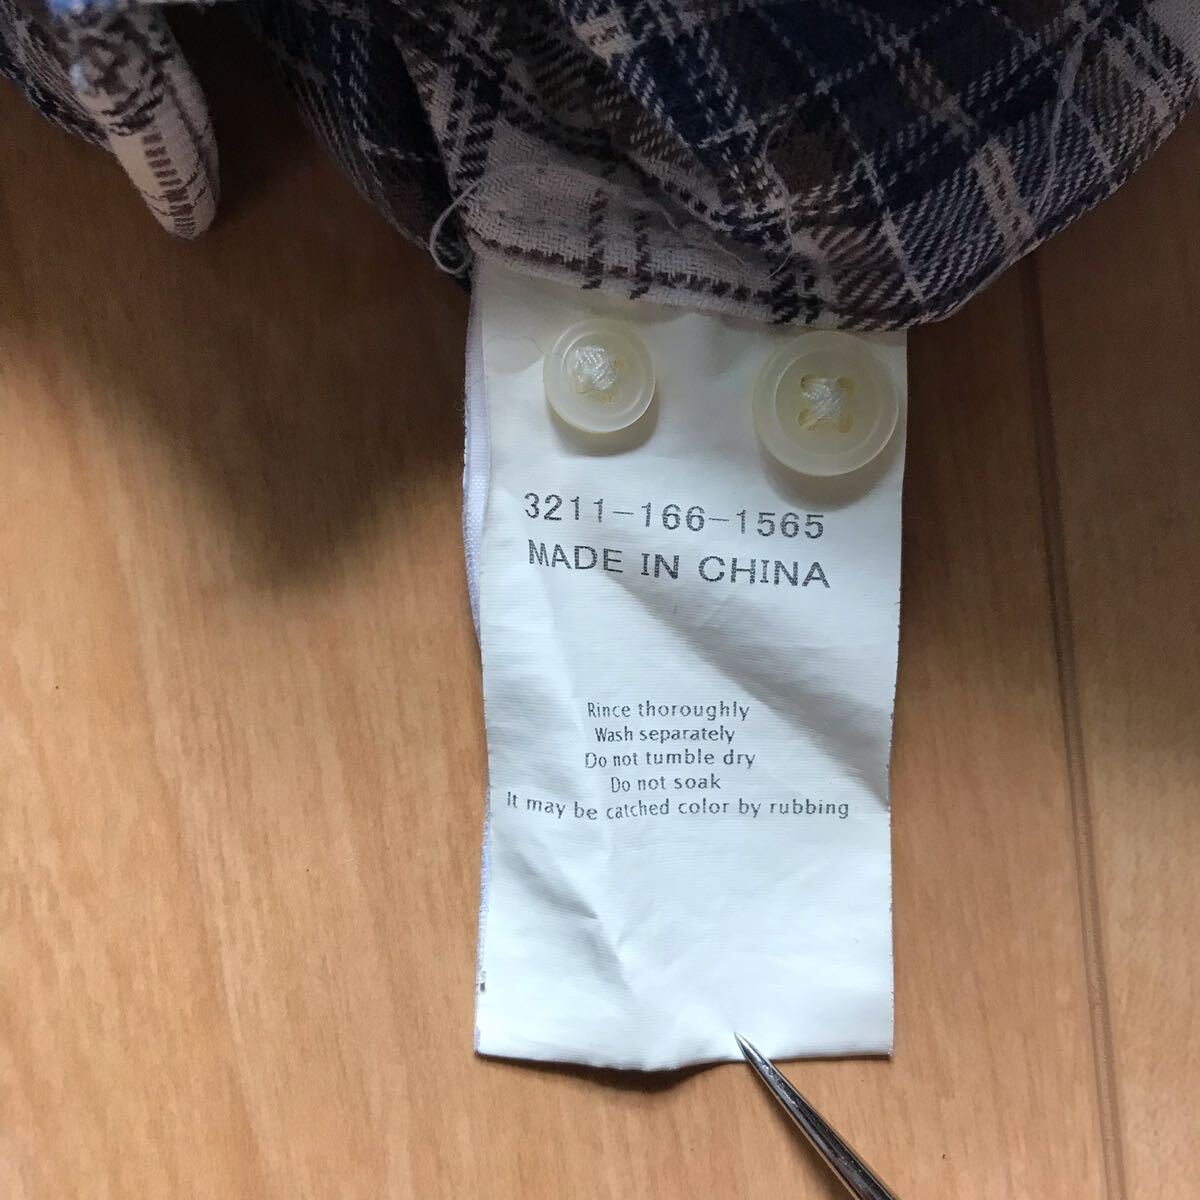 3211-166-1565
MADE IN CHINA
Rince thoroughly
Wash separately
Do not tumble dry
Do not soak
It may be catched color by rubbing